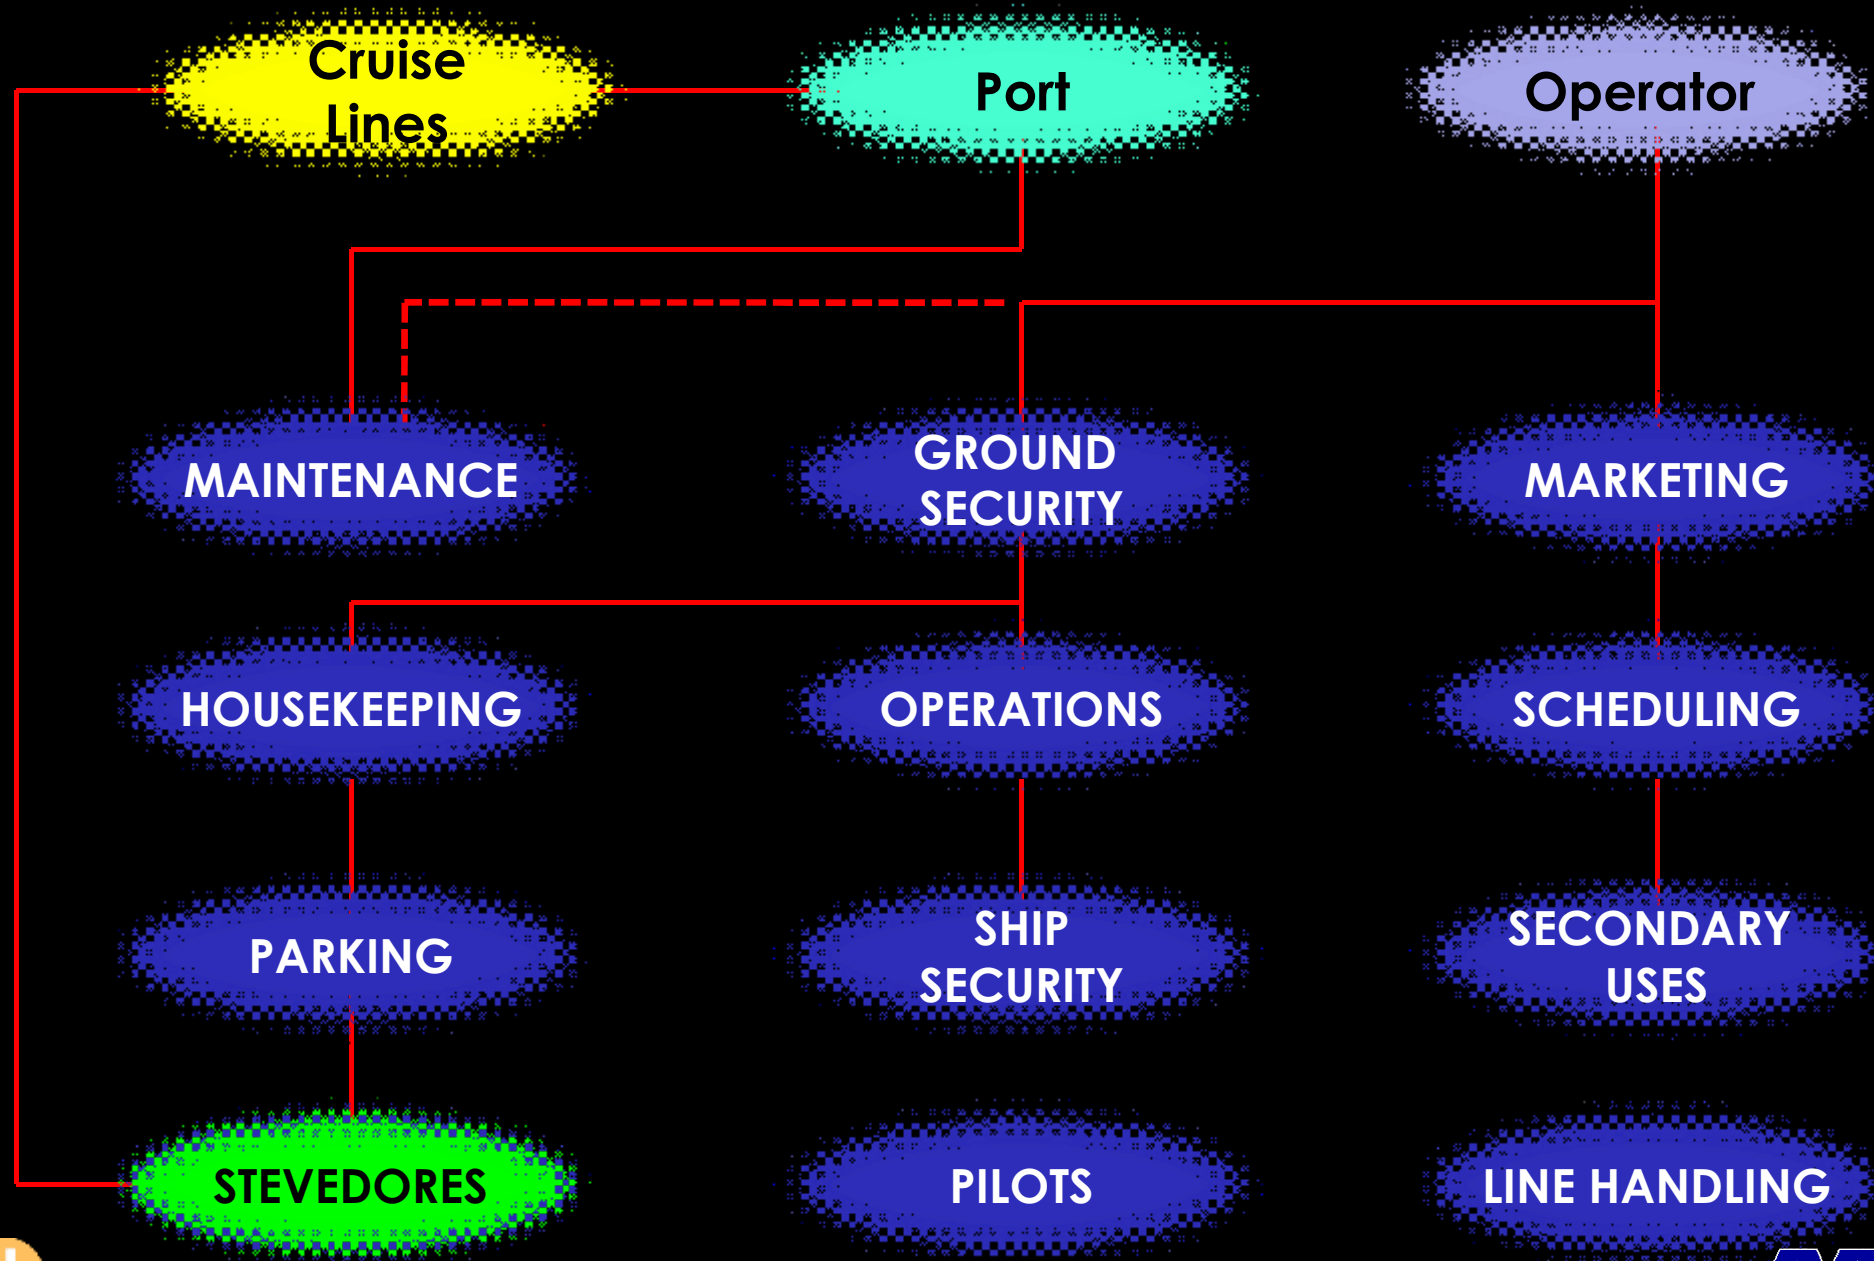 Cruise
Lines
Port
Operator
MAINTENANCE
GROUND
SECURITY
MARKETING
HOUSEKEEPING
OPERATIONS
SCHEDULING
PARKING
SHIP
SECURITY
SECONDARY
USES
STEVEDORES
PILOTS
LINE HANDLING